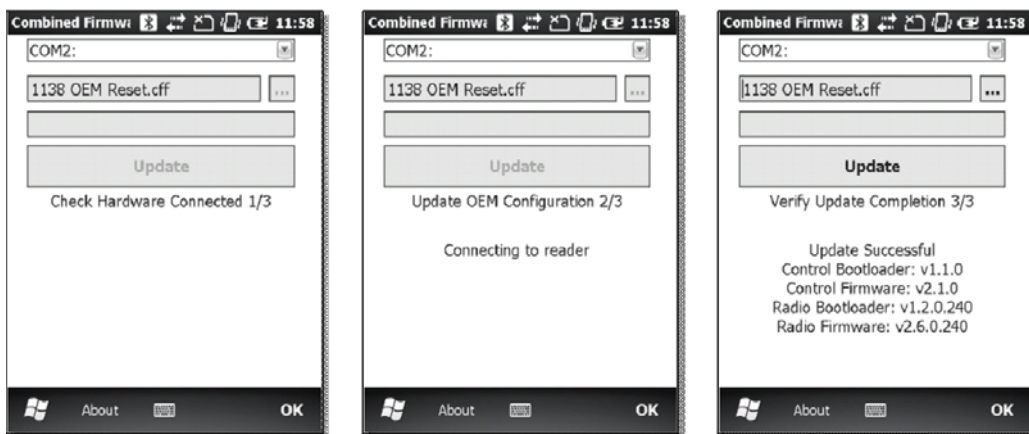 Combined Firmwa 11:58
COM2:
1138 OEM Reset.cff ...
Update
Check Hardware Connected 1/3
About OK
Combined Firmwa 11:58
COM2:
1138 OEM Reset.cff ...
Update
Update OEM Configuration 2/3
Connecting to reader
About OK
Combined Firmwa 11:58
COM2:
1138 OEM Reset.cff ...
Update
Verify Update Completion 3/3
Update Successful
Control Bootloader: v1.1.0
Control Firmware: v2.1.0
Radio Bootloader: v1.2.0.240
Radio Firmware: v2.6.0.240
About OK